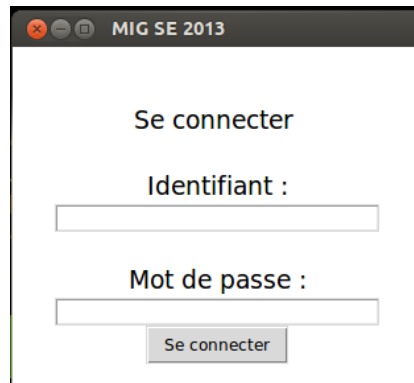 MIG SE 2013
Se connecter
Identifiant :
Mot de passe :
Se connecter